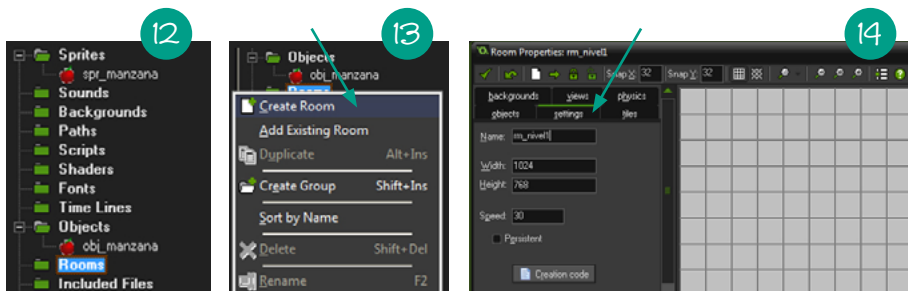 12
Sprites
spr_manzana
Sounds
Backgrounds
Paths
Scripts
Shaders
Fonts
Time Lines
Objects
obj_manzana
Rooms
Included Files
13
Objects
obj_manzana
Rooms
Create Room
Add Existing Room
Duplicate Alt+Ins
Create Group Shift+Ins
Sort by Name
Delete Shift+Del
Rename F2
14
Room Properties: rm_nivel1
Snap X: 32 Snap Y: 32
backgrounds views physics
objects settings tiles
Name: rm_nivel1
Width: 1024
Height: 768
Speed: 30
Persistent
Creation code